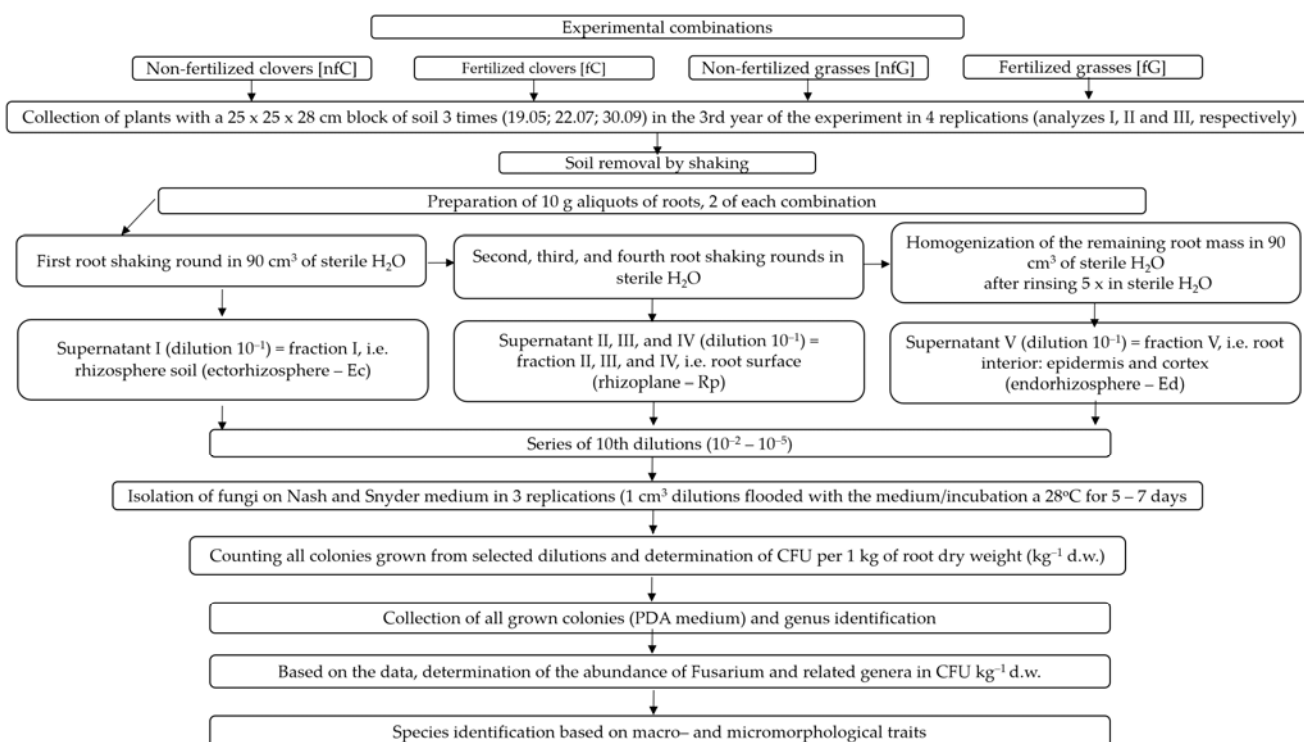 Experimental combinations
Non-fertilized clovers [nfC]
Fertilized clovers [fC]
Non-fertilized grasses [nfG]
Fertilized grasses [fG]
Collection of plants with a 25 x 25 x 28 cm block of soil 3 times (19.05; 22.07; 30.09) in the 3rd year of the experiment in 4 replications (analyzes I, II and III, respectively)
Soil removal by shaking
Preparation of 10 g aliquots of roots, 2 of each combination
First root shaking round in 90 cm³ of sterile H₂O
Second, third, and fourth root shaking rounds in
sterile H₂O
Homogenization of the remaining root mass in 90
cm³ of sterile H₂O
after rinsing 5 x in sterile H₂O
Supernatant I (dilution 10⁻¹) = fraction I, i.e.
rhizosphere soil (ectorhizosphere – Ec)
Supernatant II, III, and IV (dilution 10⁻¹) =
fraction II, III, and IV, i.e. root surface
(rhizoplane – Rp)
Supernatant V (dilution 10⁻¹) = fraction V, i.e. root
interior: epidermis and cortex
(endorhizosphere – Ed)
Series of 10th dilutions (10⁻² – 10⁻⁵)
Isolation of fungi on Nash and Snyder medium in 3 replications (1 cm³ dilutions flooded with the medium/incubation a 28°C for 5 – 7 days
Counting all colonies grown from selected dilutions and determination of CFU per 1 kg of root dry weight (kg⁻¹ d.w.)
Collection of all grown colonies (PDA medium) and genus identification
Based on the data, determination of the abundance of Fusarium and related genera in CFU kg⁻¹ d.w.
Species identification based on macro– and micromorphological traits